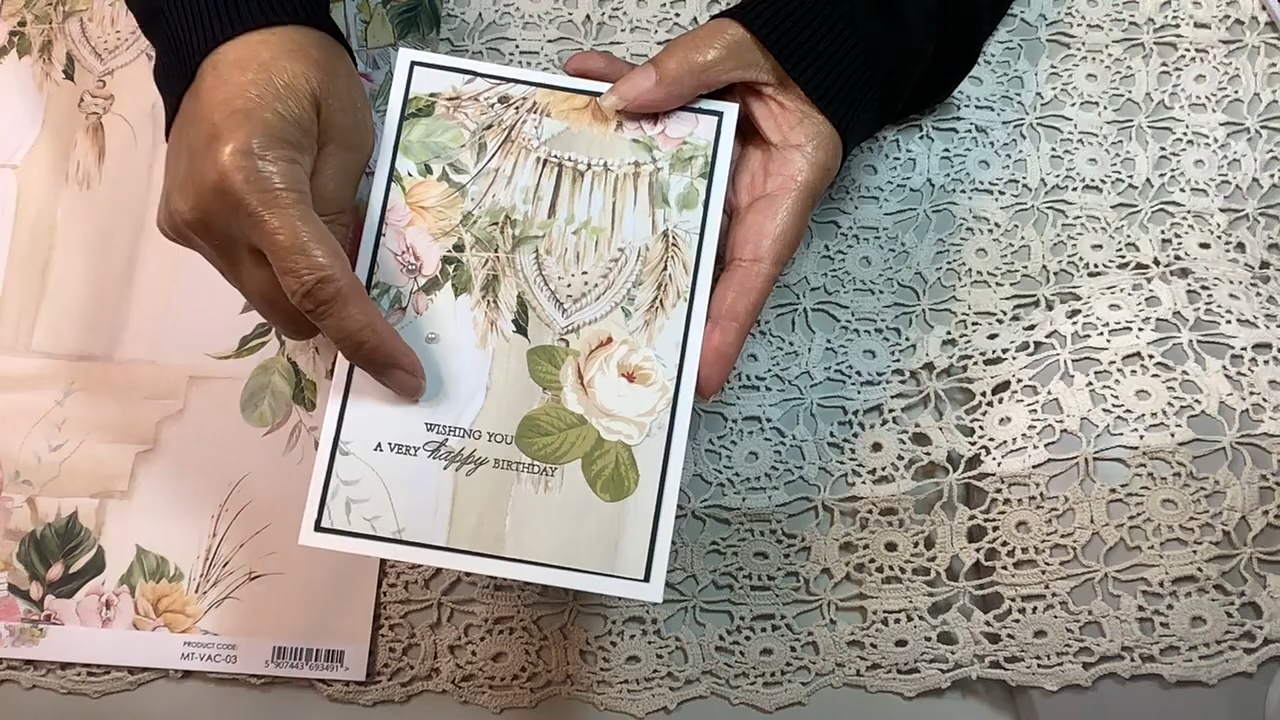 WISHING YOU
A VERY happy BIRTHDAY
PRODUCT CODE:
MT-VAC-03
5 907443 693491 >